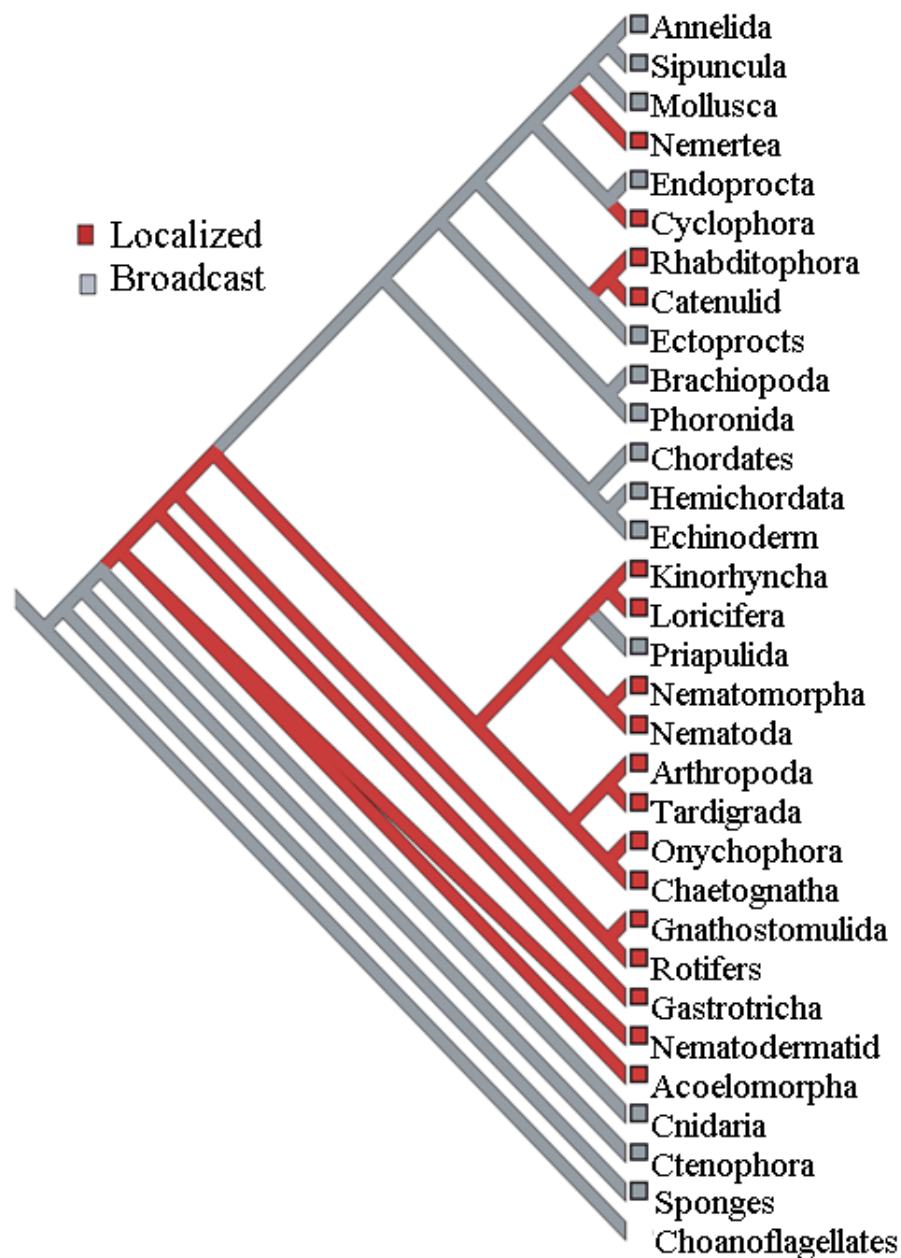 Annelida
Sipuncula
Mollusca
Nemertea
Endoprocta
Cyclophora
Rhabditophora
Catenulid
Ectoprocts
Brachiopoda
Phoronida
Chordates
Hemichordata
Echinoderm
Kinorhyncha
Loricifera
Priapulida
Nematomorpha
Nematoda
Arthropoda
Tardigrada
Onychophora
Chaetognatha
Gnathostomulida
Rotifers
Gastrotricha
Nematodermatid
Acoelomorpha
Cnidaria
Ctenophora
Sponges
Choanoflagellates
Localized
Broadcast